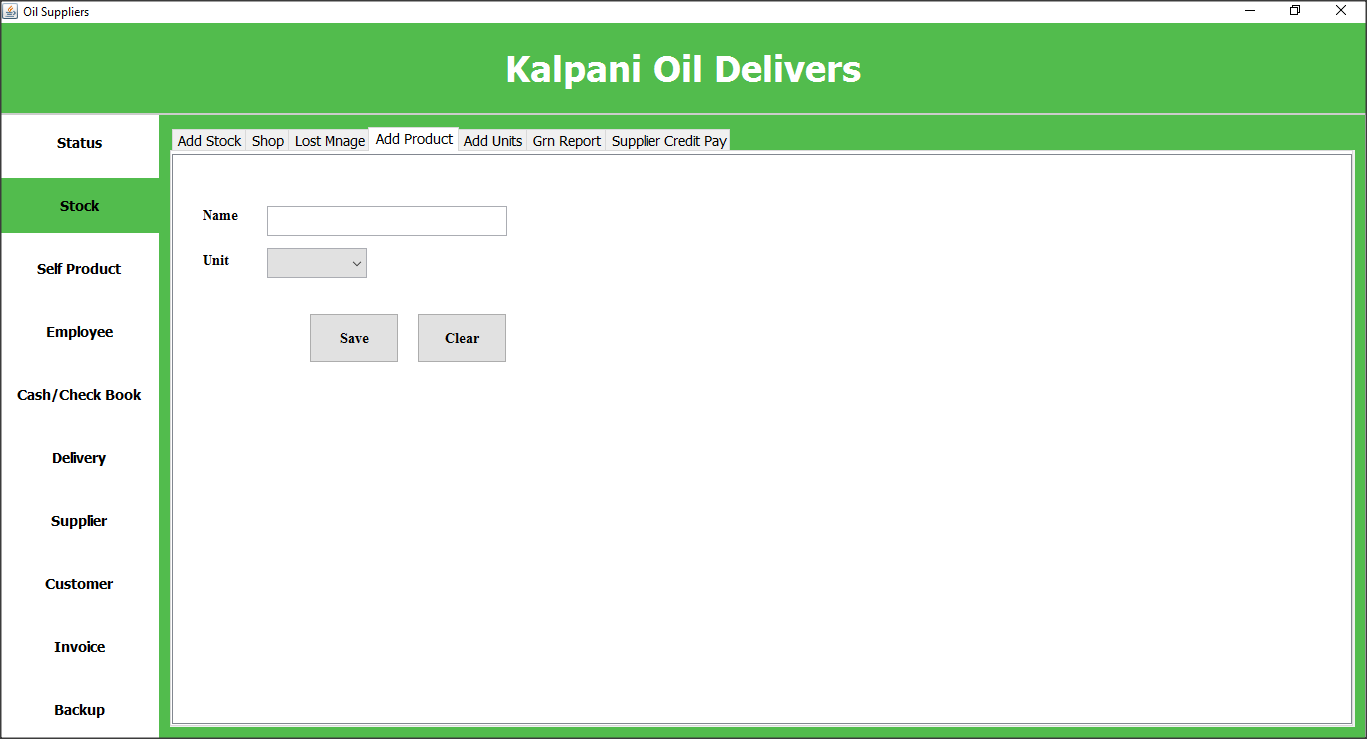 Oil Suppliers
Kalpani Oil Delivers
Status
Stock
Self Product
Employee
Cash/Check Book
Delivery
Supplier
Customer
Invoice
Backup
Add Stock Shop Lost Mnage Add Product Add Units Grn Report Supplier Credit Pay
Name
Unit
Save Clear